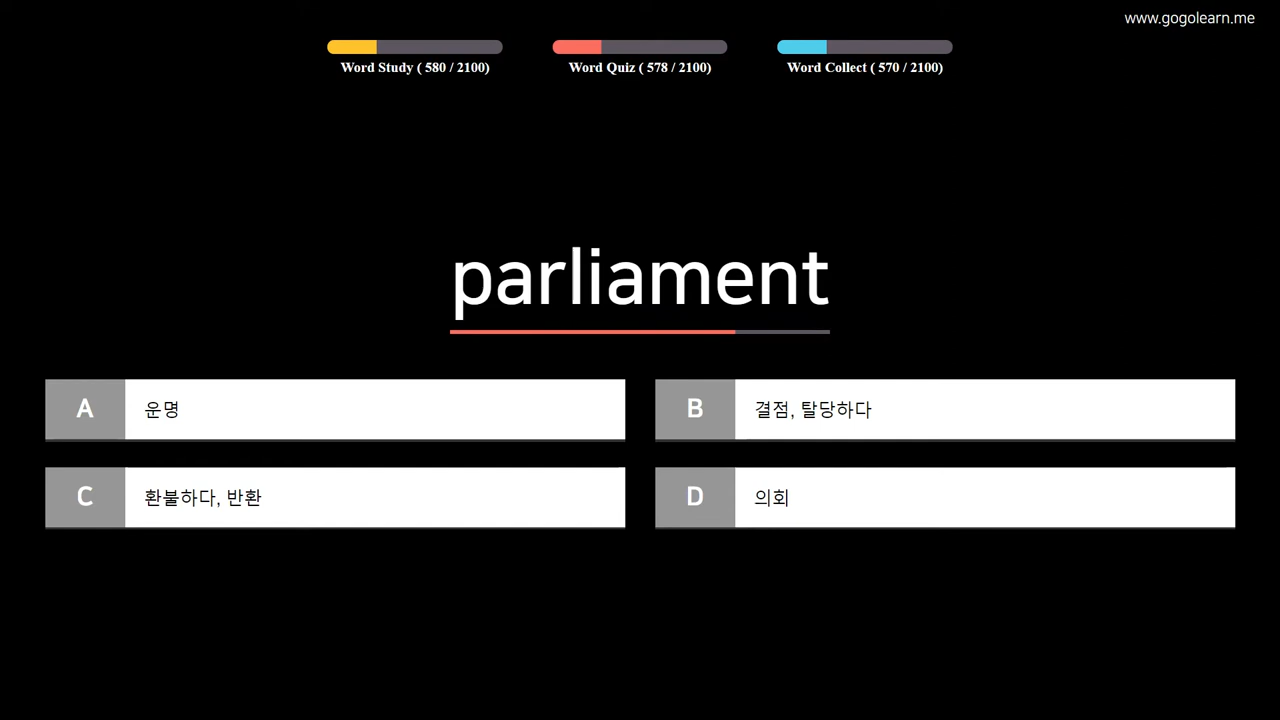 www.gogolearn.me
Word Study ( 580 / 2100)
Word Quiz ( 578 / 2100)
Word Collect ( 570 / 2100)
parliament
A 운명
B 결점, 탈당하다
C 환불하다, 반환
D 의회